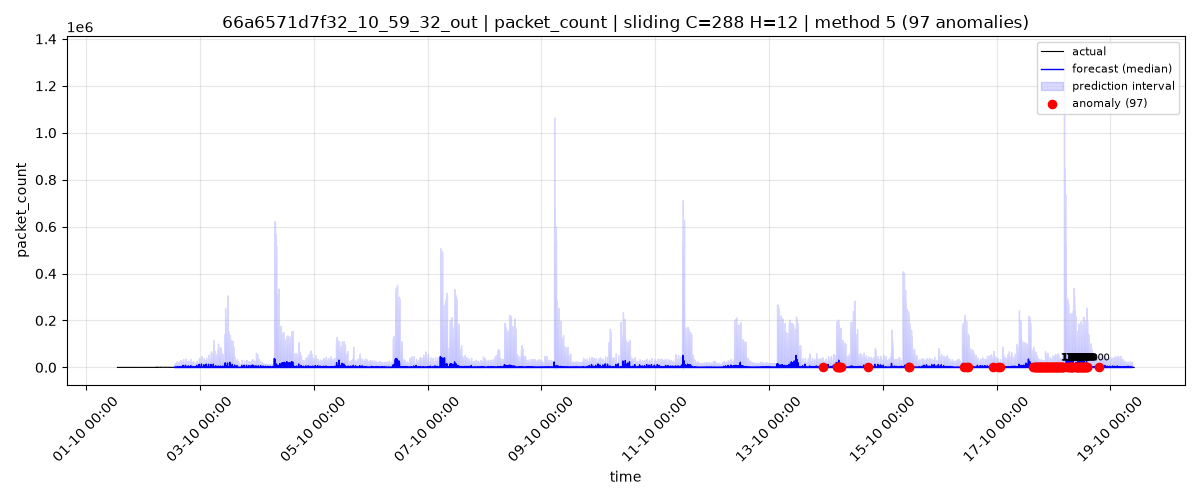 66a6571d7f32_10_59_32_out | packet_count | sliding C=288 H=12 | method 5 (97 anomalies)
1e6
1.4
1.2
1.0
0.8
0.6
0.4
0.2
0.0
packet_count
actual
forecast (median)
prediction interval
anomaly (97)
01-10 00:00
03-10 00:00
05-10 00:00
07-10 00:00
09-10 00:00
11-10 00:00
13-10 00:00
15-10 00:00
17-10 00:00
19-10 00:00
time